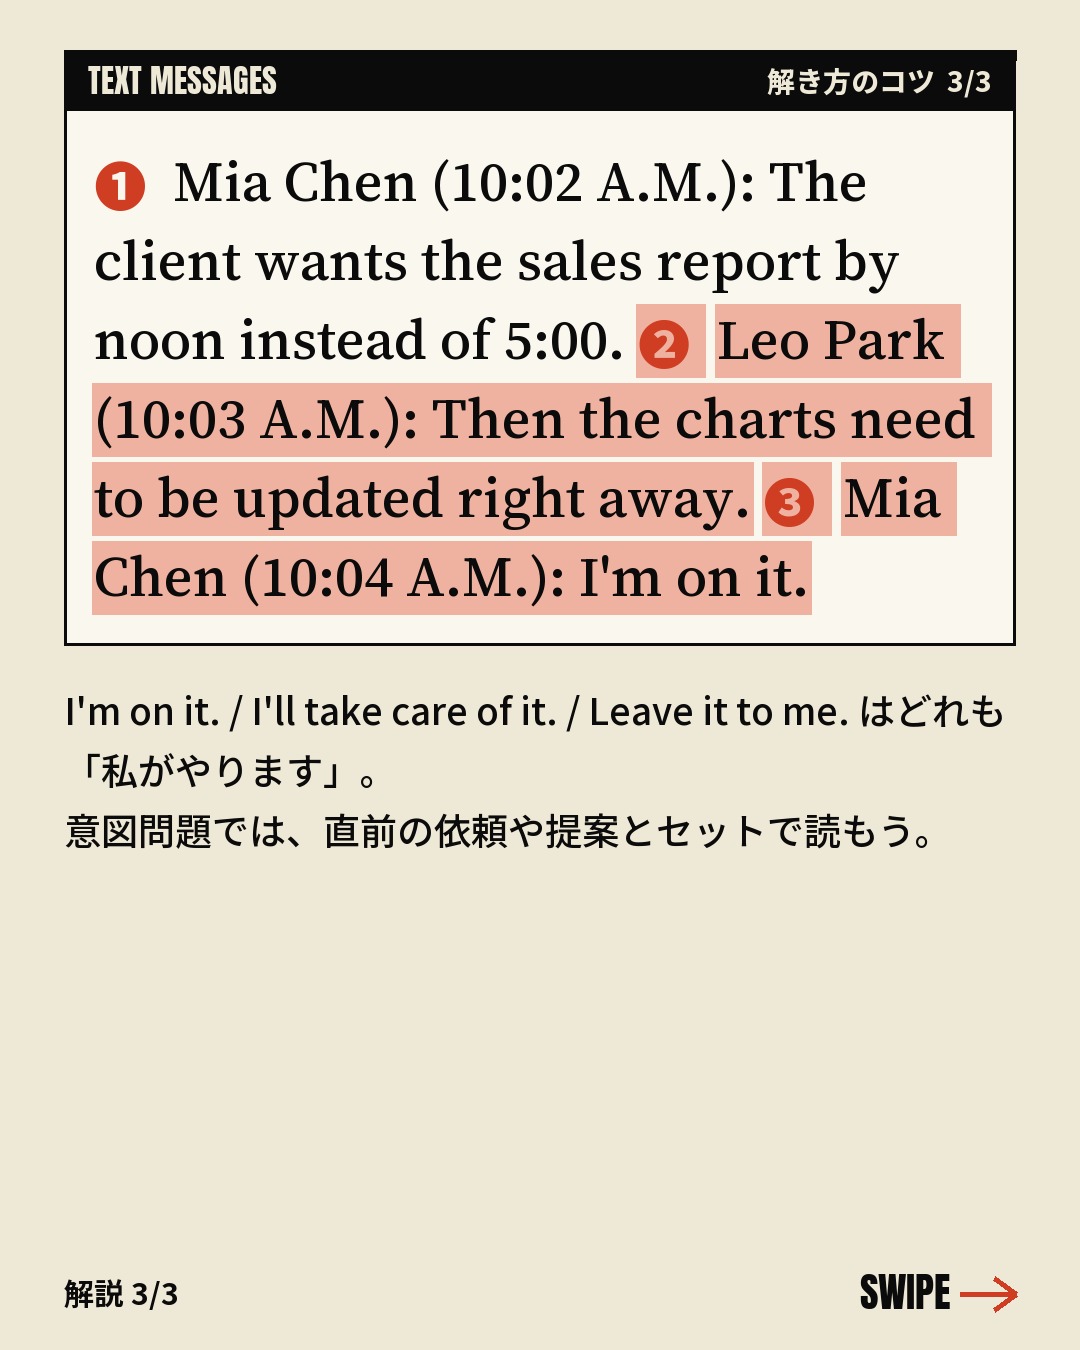 TEXT MESSAGES
解き方のコツ 3/3
❶ Mia Chen (10:02 A.M.): The
client wants the sales report by
noon instead of 5:00. ❷ Leo Park
(10:03 A.M.): Then the charts need
to be updated right away. ❸ Mia
Chen (10:04 A.M.): I'm on it.
I'm on it. / I'll take care of it. / Leave it to me. はどれも
「私がやります」。
意図問題では、直前の依頼や提案とセットで読もう。
解説 3/3
SWIPE